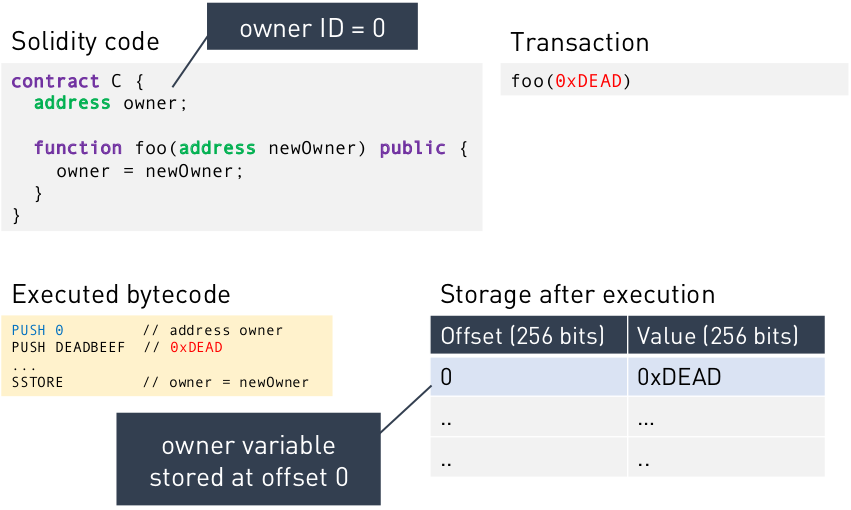 owner ID = 0
Solidity code
contract C {
address owner;
function foo(address newOwner) public {
owner = newOwner;
}
}
Transaction
foo(0xDEAD)
Executed bytecode
PUSH 0 // address owner
PUSH DEADBEEF // 0xDEAD
...
SSTORE // owner = newOwner
owner variable
stored at offset 0
Storage after execution
Offset (256 bits) Value (256 bits)
0 0xDEAD
.. ...
.. ..